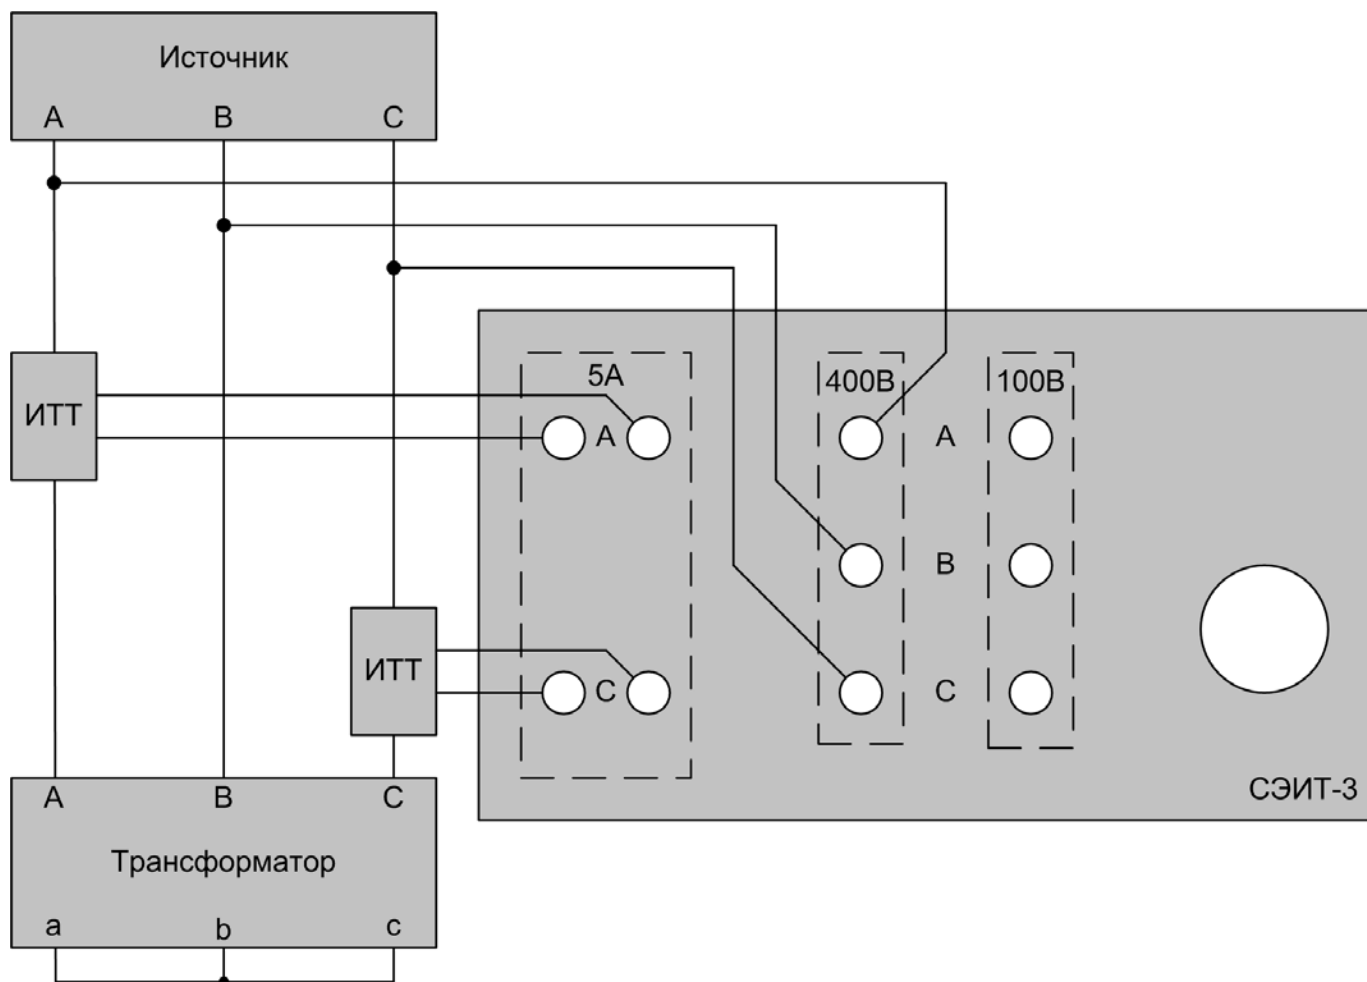 Источник
A B C
5А 400В 100В
ИТТ A A
B
ИТТ C C
СЭИТ-3
A B C
Трансформатор
a b c